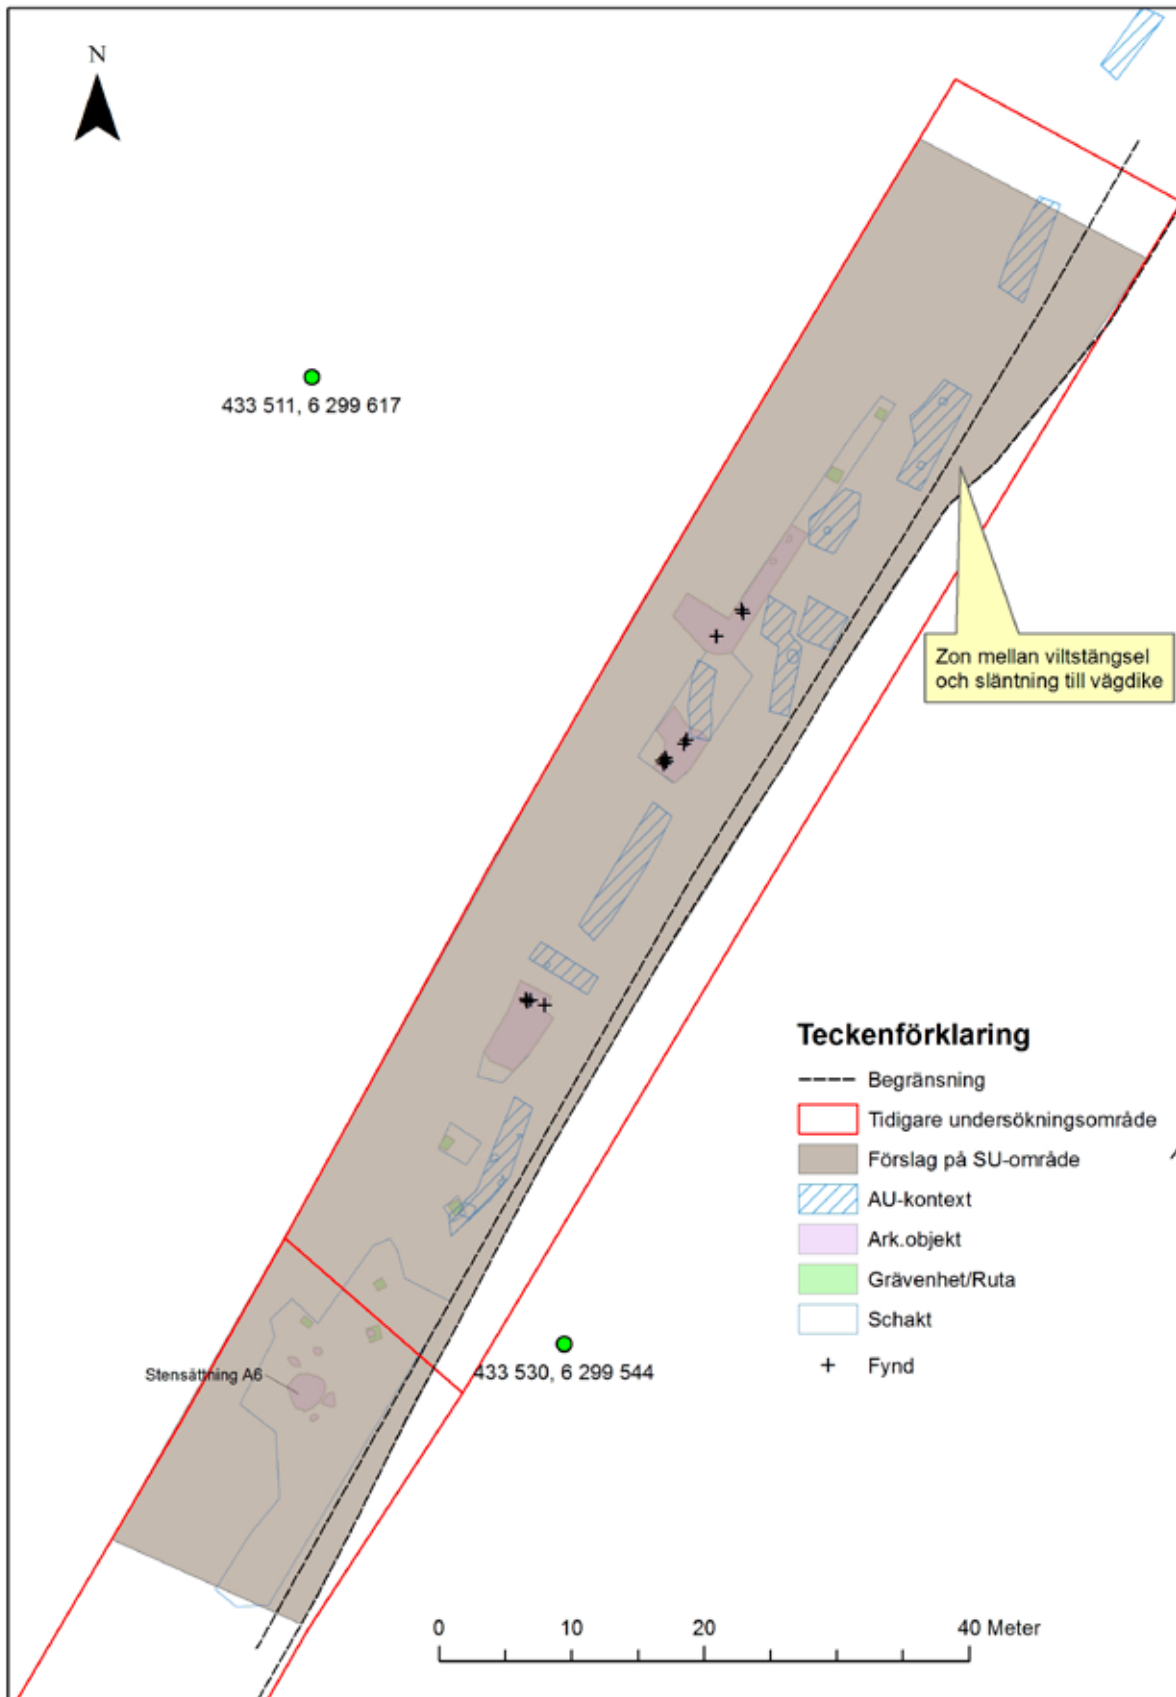 N
433 511, 6 299 617
Zon mellan viltstängsel
och släntning till vägdike
Teckenförklaring
Begränsning
Tidigare undersökningsområde
Förslag på SU-område
AU-kontext
Ark.objekt
Grävenhet/Ruta
Schakt
Fynd
433 530, 6 299 544
Stensättning A6
0 10 20 40 Meter